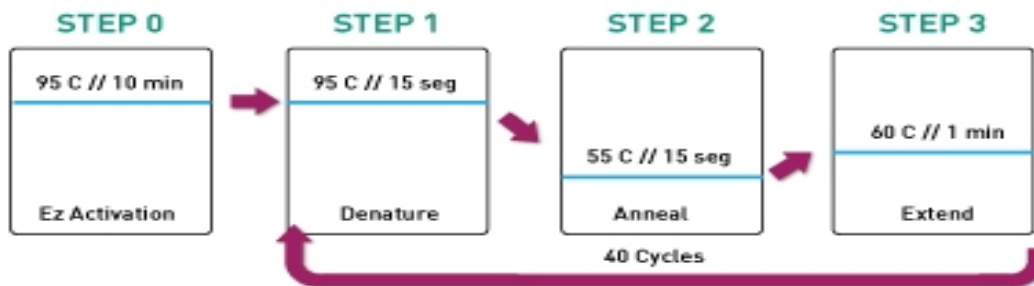 STEP 0
95 C // 10 min
Ez Activation
STEP 1
95 C // 15 seg
Denature
STEP 2
55 C // 15 seg
Anneal
STEP 3
60 C // 1 min
Extend
40 Cycles